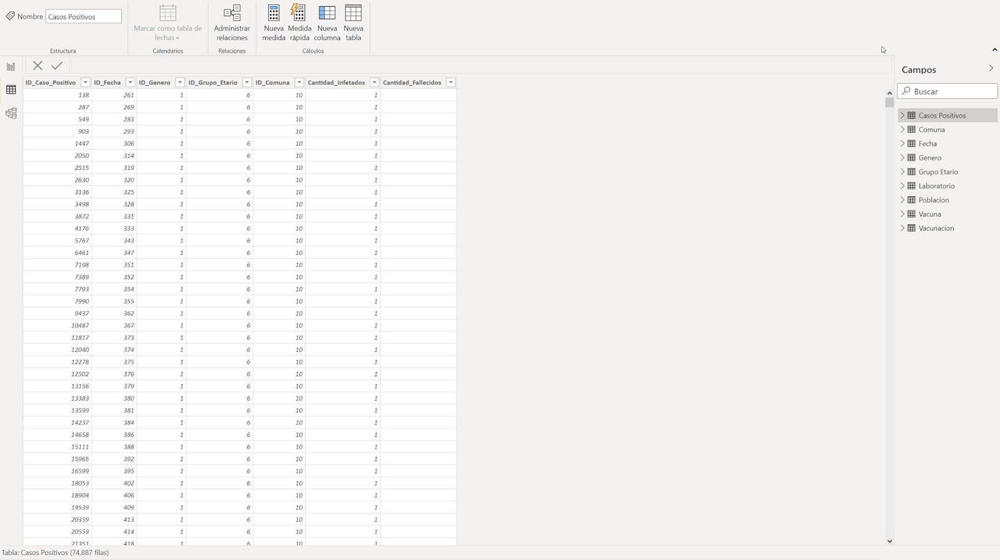 Nombre Casos Positivos
Marcar como tabla de fechas
Administrar relaciones
Nueva medida
Medida rápida
Nueva columna
Nueva tabla
Estructura Calendarios Relaciones Cálculos
Campos
Buscar
Casos Positivos
Comuna
Fecha
Genero
Grupo Etario
Laboratorio
Poblacion
Vacuna
Vacunacion
ID_Caso_Positivo ID_Fecha ID_Genero ID_Grupo_Etario ID_Comuna Cantidad_Infetados Cantidad_Fallecidos
138 261 1 6 10 1
287 269 1 6 10 1
549 283 1 6 10 1
903 293 1 6 10 1
1447 306 1 6 10 1
2050 314 1 6 10 1
2515 319 1 6 10 1
2630 320 1 6 10 1
3136 325 1 6 10 1
3498 328 1 6 10 1
3872 331 1 6 10 1
4176 333 1 6 10 1
5767 343 1 6 10 1
6461 347 1 6 10 1
7198 351 1 6 10 1
7389 352 1 6 10 1
7793 354 1 6 10 1
7990 355 1 6 10 1
9437 362 1 6 10 1
10487 367 1 6 10 1
11817 373 1 6 10 1
12040 374 1 6 10 1
12278 375 1 6 10 1
12502 376 1 6 10 1
13156 379 1 6 10 1
13383 380 1 6 10 1
13599 381 1 6 10 1
14237 384 1 6 10 1
14658 386 1 6 10 1
15111 388 1 6 10 1
15965 392 1 6 10 1
16599 395 1 6 10 1
18053 402 1 6 10 1
18904 406 1 6 10 1
19539 409 1 6 10 1
20359 413 1 6 10 1
20559 414 1 6 10 1
21351 418 1 6 10 1
Tabla: Casos Positivos (74,887 filas)